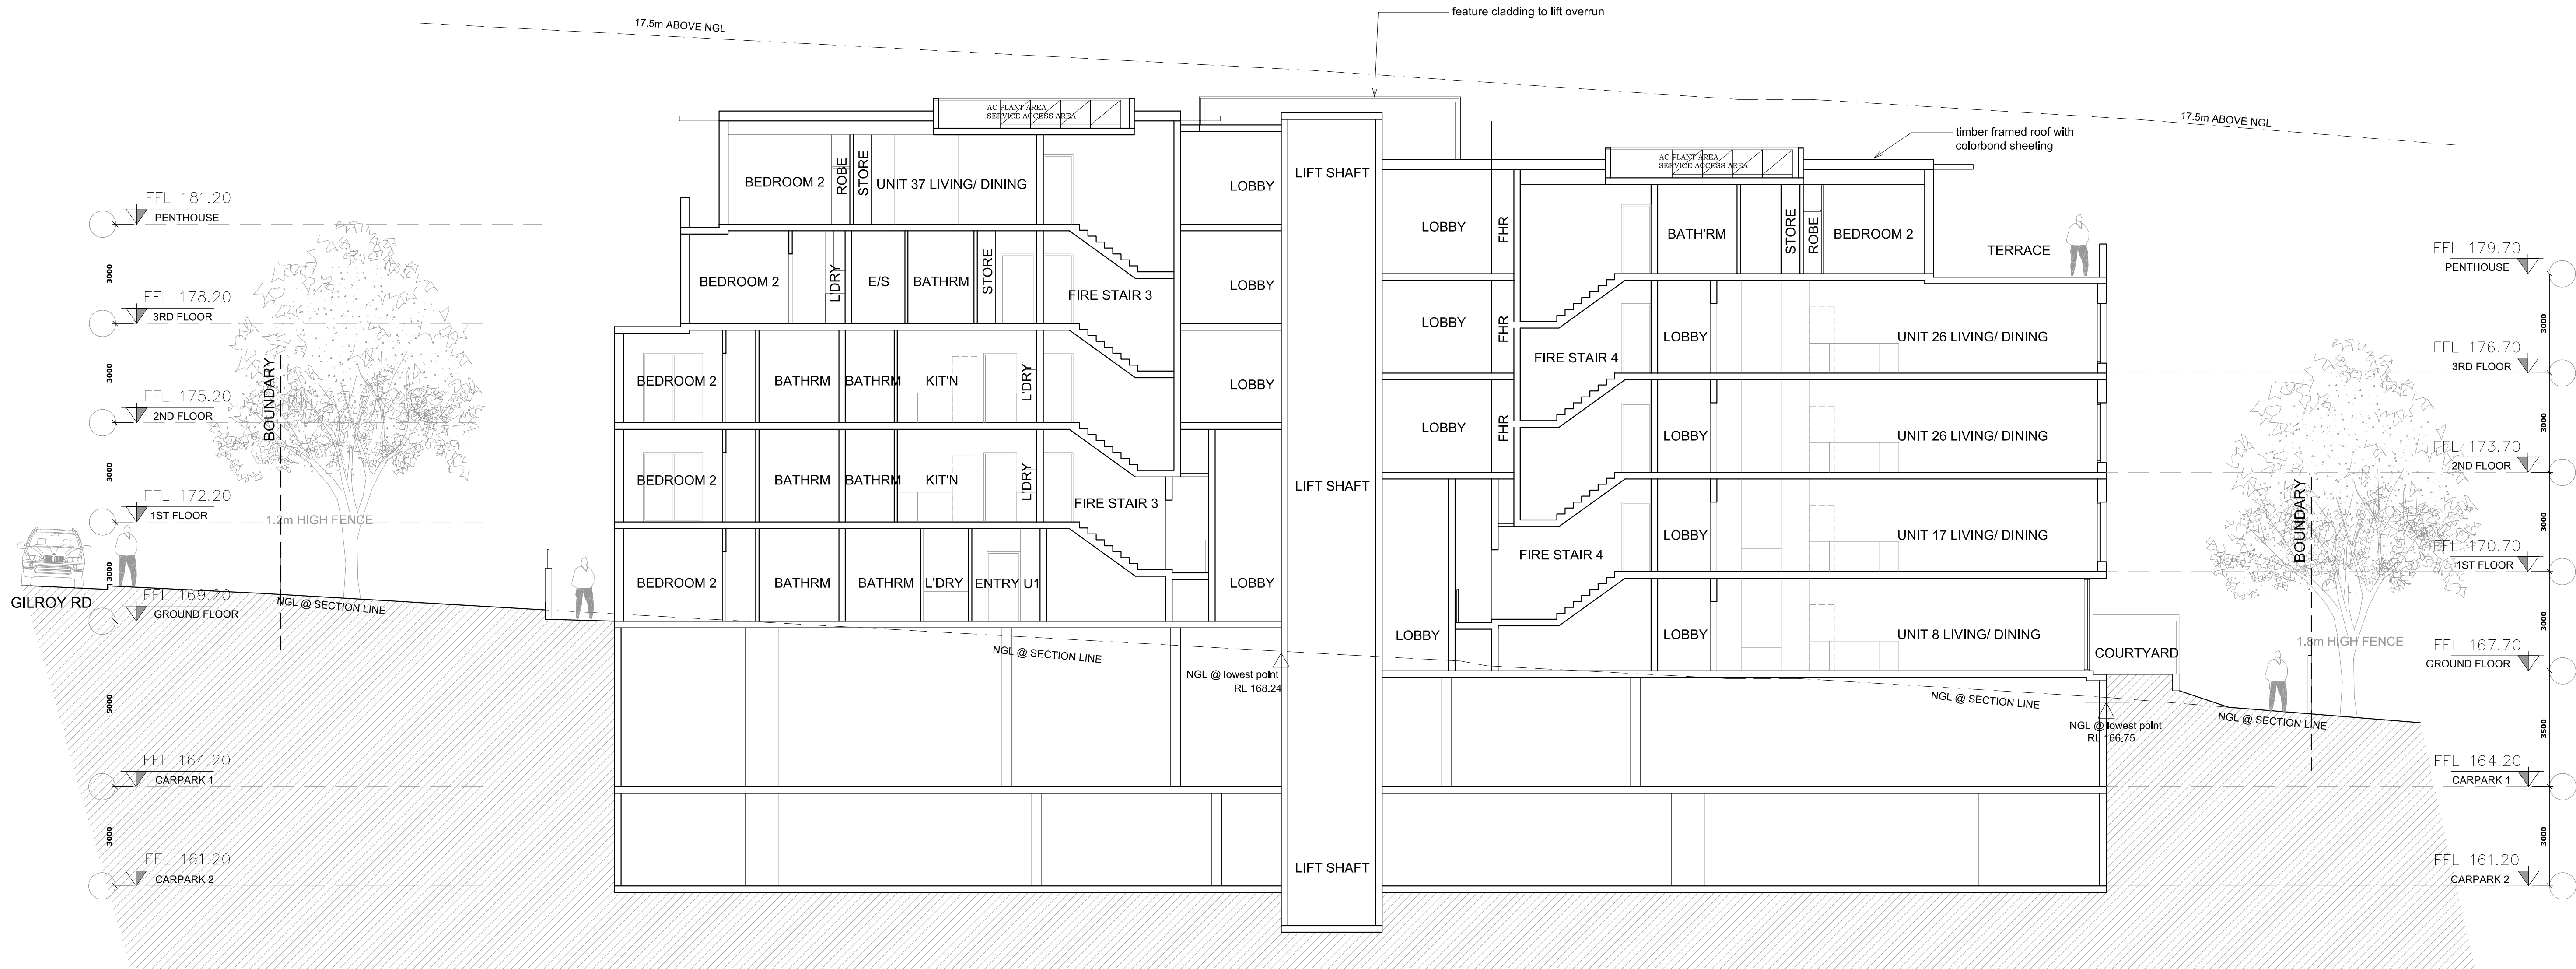 feature cladding to lift overrun
17.5m ABOVE NGL
17.5m ABOVE NGL
AC PLANT AREA
SERVICE ACCESS AREA
timber framed roof with
colorbond sheeting
AC PLANT AREA
SERVICE ACCESS AREA
BEDROOM 2
ROBE
STORE
UNIT 37 LIVING/ DINING
LOBBY
LIFT SHAFT
LOBBY
FHR
BATH'RM
STORE
ROBE
BEDROOM 2
TERRACE
FFL 181.20
PENTHOUSE
FFL 179.70
PENTHOUSE
3000
BEDROOM 2
L'DRY
E/S
BATHRM
STORE
FIRE STAIR 3
LOBBY
LOBBY
FHR
FIRE STAIR 4
LOBBY
UNIT 26 LIVING/ DINING
3000
FFL 178.20
3RD FLOOR
FFL 176.70
3RD FLOOR
3000
BOUNDARY
BEDROOM 2
BATHRM
BATHRM
KIT'N
L'DRY
LOBBY
LOBBY
FHR
LOBBY
UNIT 26 LIVING/ DINING
3000
FFL 175.20
2ND FLOOR
FFL 173.70
2ND FLOOR
3000
BEDROOM 2
BATHRM
BATHRM
KIT'N
L'DRY
FIRE STAIR 3
LIFT SHAFT
FIRE STAIR 4
LOBBY
UNIT 17 LIVING/ DINING
BOUNDARY
3000
FFL 172.20
1ST FLOOR
1.2m HIGH FENCE
FFL 170.70
1ST FLOOR
3000
GILROY RD
BEDROOM 2
BATHRM
BATHRM
L'DRY
ENTRY U1
LOBBY
LOBBY
LOBBY
UNIT 8 LIVING/ DINING
COURTYARD
1.8m HIGH FENCE
3000
FFL 169.20
GROUND FLOOR
NGL @ SECTION LINE
FFL 167.70
GROUND FLOOR
NGL @ SECTION LINE
NGL @ lowest point
RL 168.24
NGL @ SECTION LINE
NGL @ lowest point
RL 166.75
NGL @ SECTION LINE
5000
3500
FFL 164.20
CARPARK 1
FFL 164.20
CARPARK 1
3000
3000
LIFT SHAFT
FFL 161.20
CARPARK 2
FFL 161.20
CARPARK 2